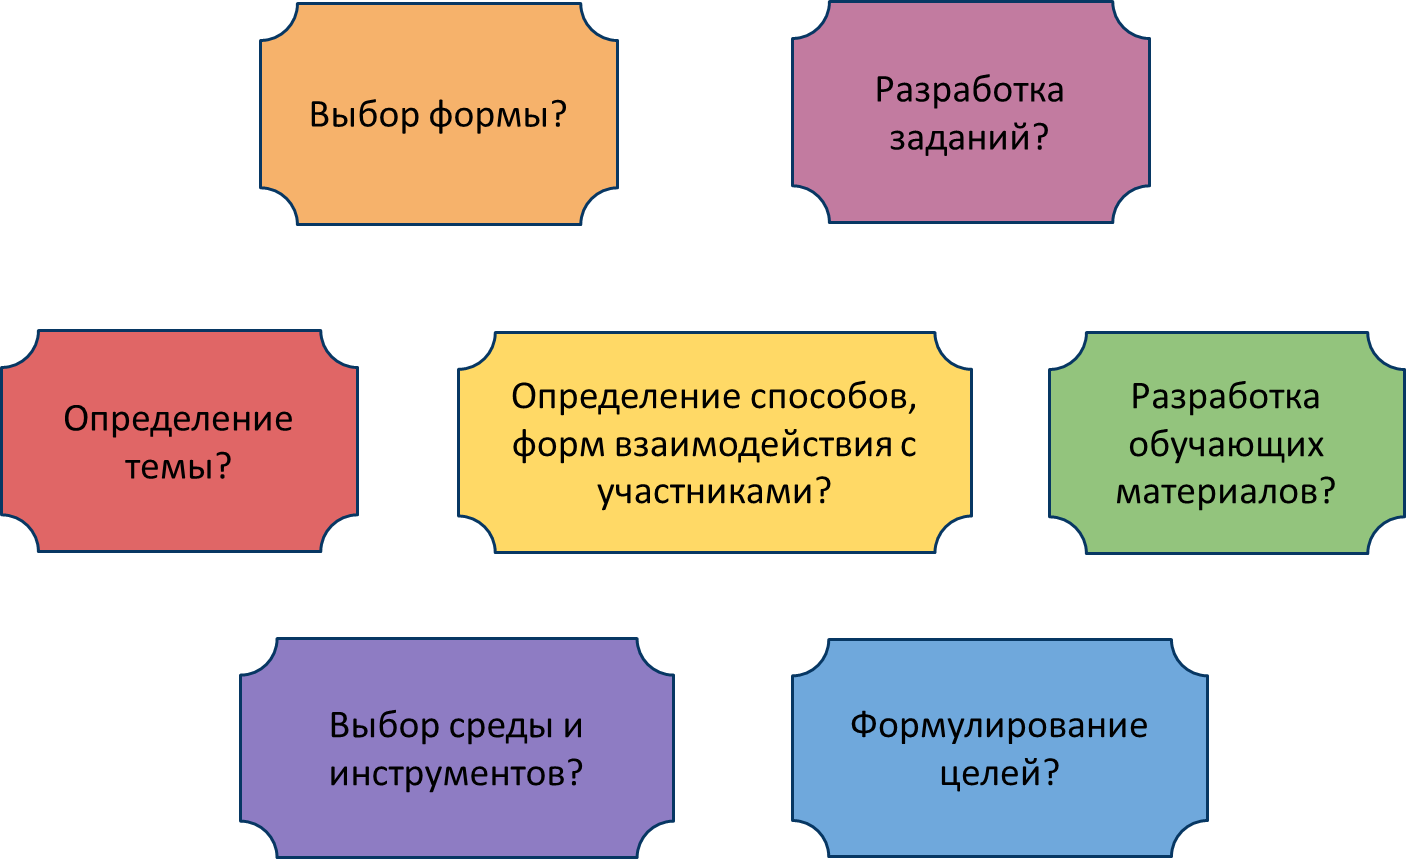 Выбор формы?
Разработка
заданий?
Определение
темы?
Определение способов,
форм взаимодействия с
участниками?
Разработка
обучающих
материалов?
Выбор среды и
инструментов?
Формулирование
целей?